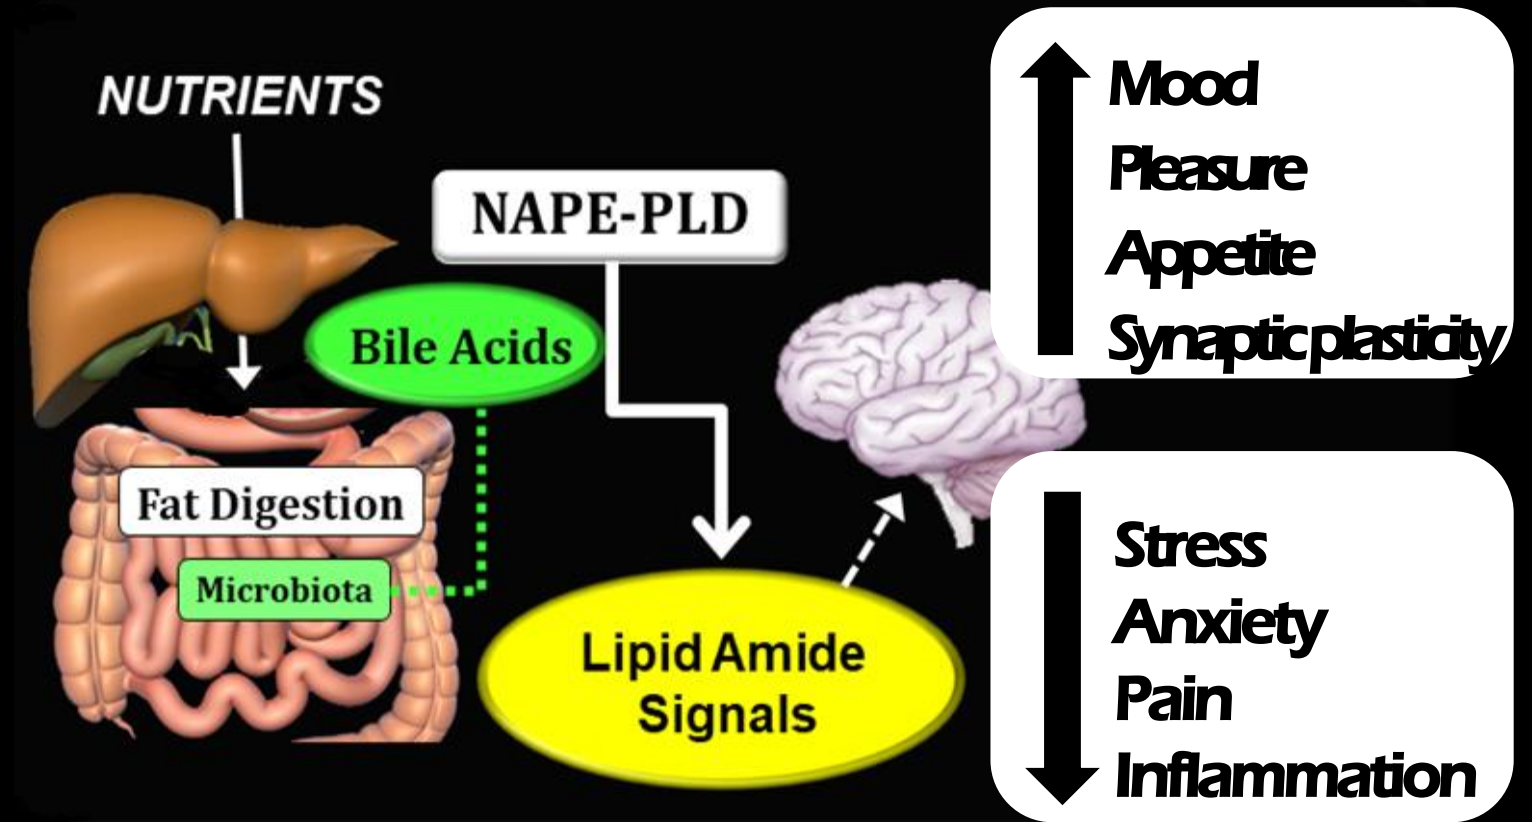 NUTRIENTS
NAPE-PLD
Bile Acids
Fat Digestion
Microbiota
Lipid Amide
Signals
Mood
Pleasure
Appetite
Synaptic plasticity
Stress
Anxiety
Pain
Inflammation